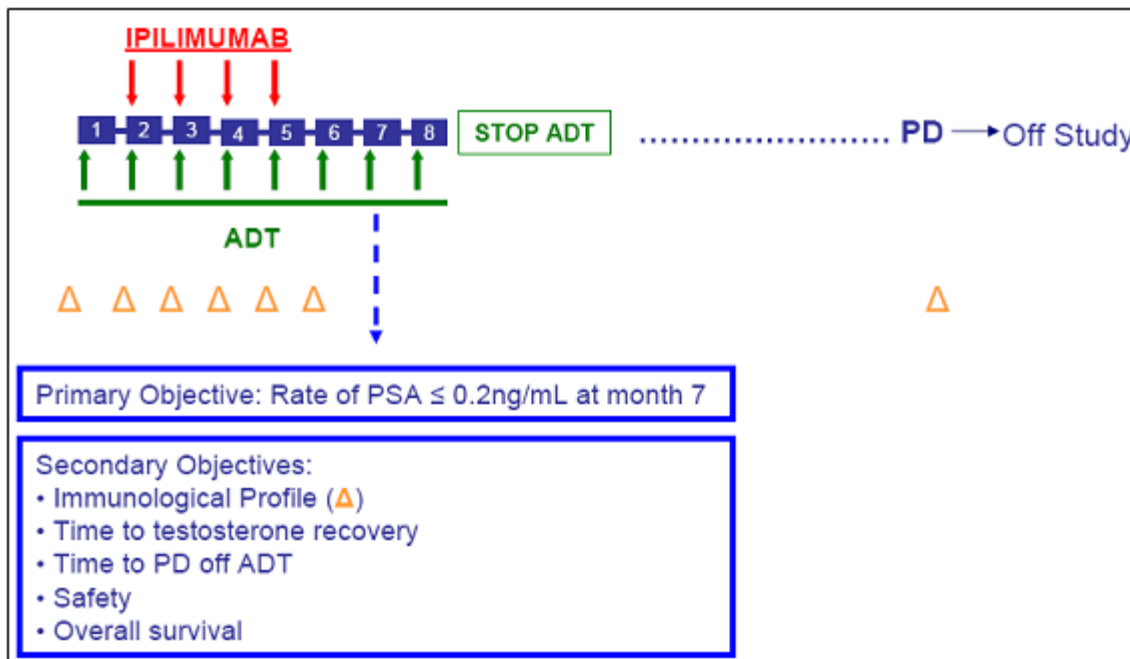 IPILIMUMAB
1 2 3 4 5 6 7 8 STOP ADT ........................ PD Off Study
ADT
Δ Δ Δ Δ Δ Δ Δ
Primary Objective: Rate of PSA ≤ 0.2ng/mL at month 7
Secondary Objectives:
• Immunological Profile (Δ)
• Time to testosterone recovery
• Time to PD off ADT
• Safety
• Overall survival